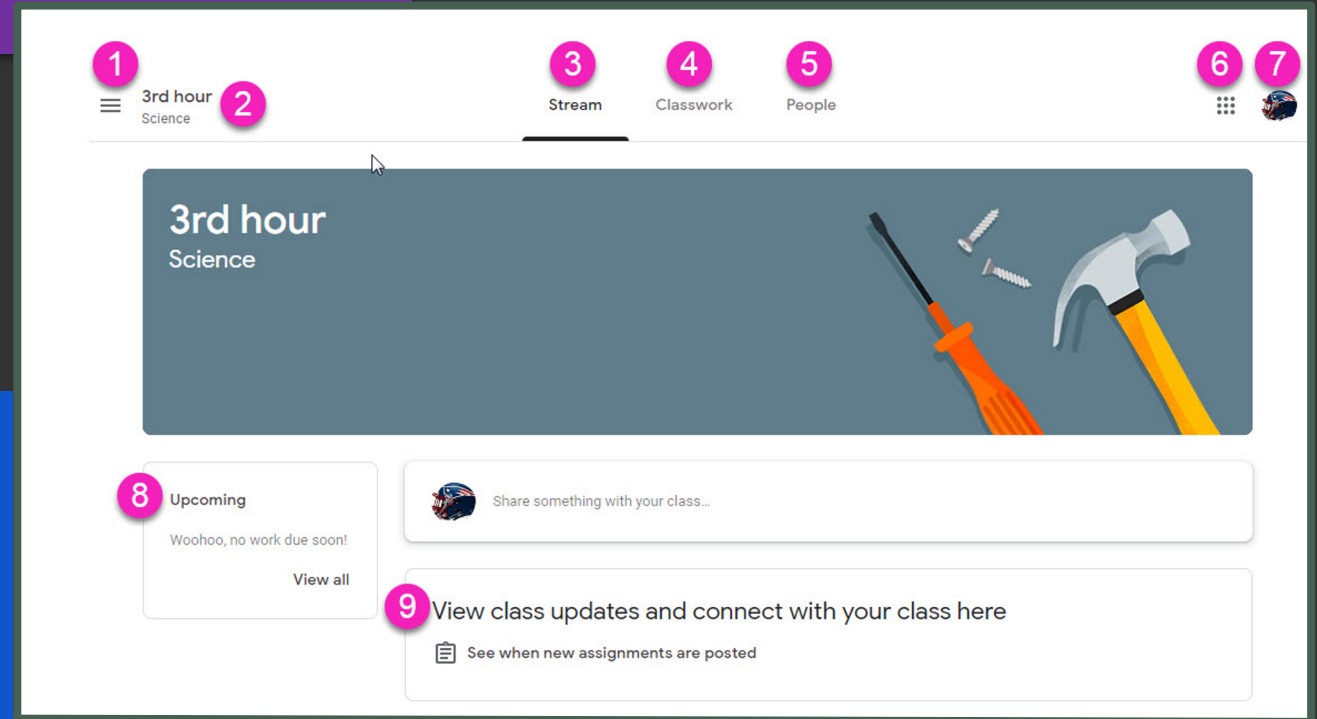 1
3
4
5
6
7
3rd hour
2
Science
Stream
Classwork
People
3rd hour
Science
8
Upcoming
Woohoo, no work due soon!
View all
Share something with your class...
9
View class updates and connect with your class here
See when new assignments are posted